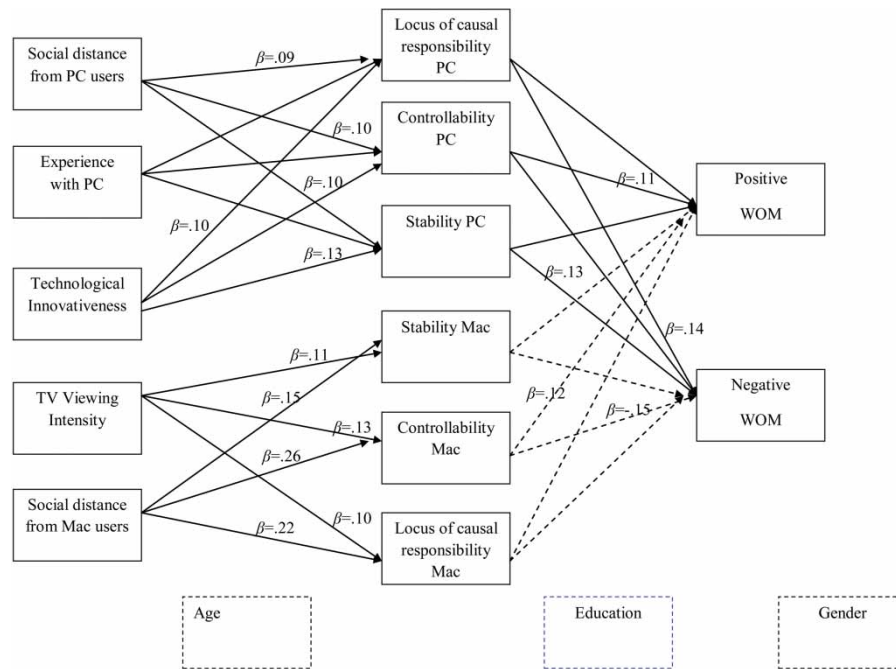 Social distance
from PC users
Experience
with PC
Technological
Innovativeness
TV Viewing
Intensity
Social distance
from Mac users
β=.09
β=.10
β=.10
β=.10
β=.13
β=.11
β=.15
β=.13
β=.26
β=.10
β=.22
Locus of causal
responsibility
PC
Controllability
PC
Stability PC
Stability Mac
Controllability
Mac
Locus of causal
responsibility
Mac
β=.11
β=.13
β=.14
β=.12
β=-.15
Positive
WOM
Negative
WOM
Age
Education
Gender